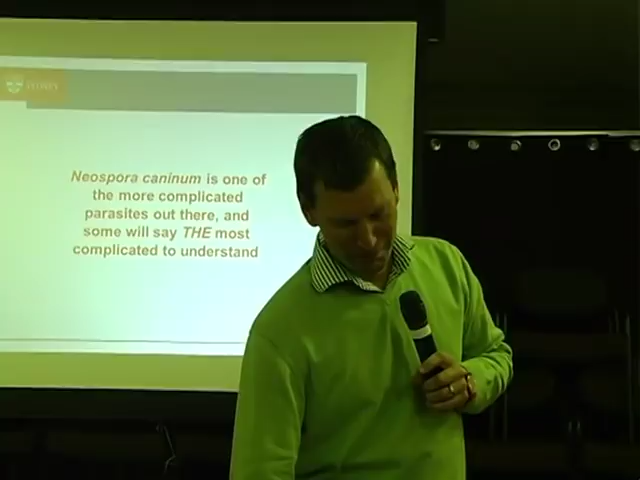 Neospora caninum is one of
the more complicated
parasites out there, and
some will say THE most
complicated to understand